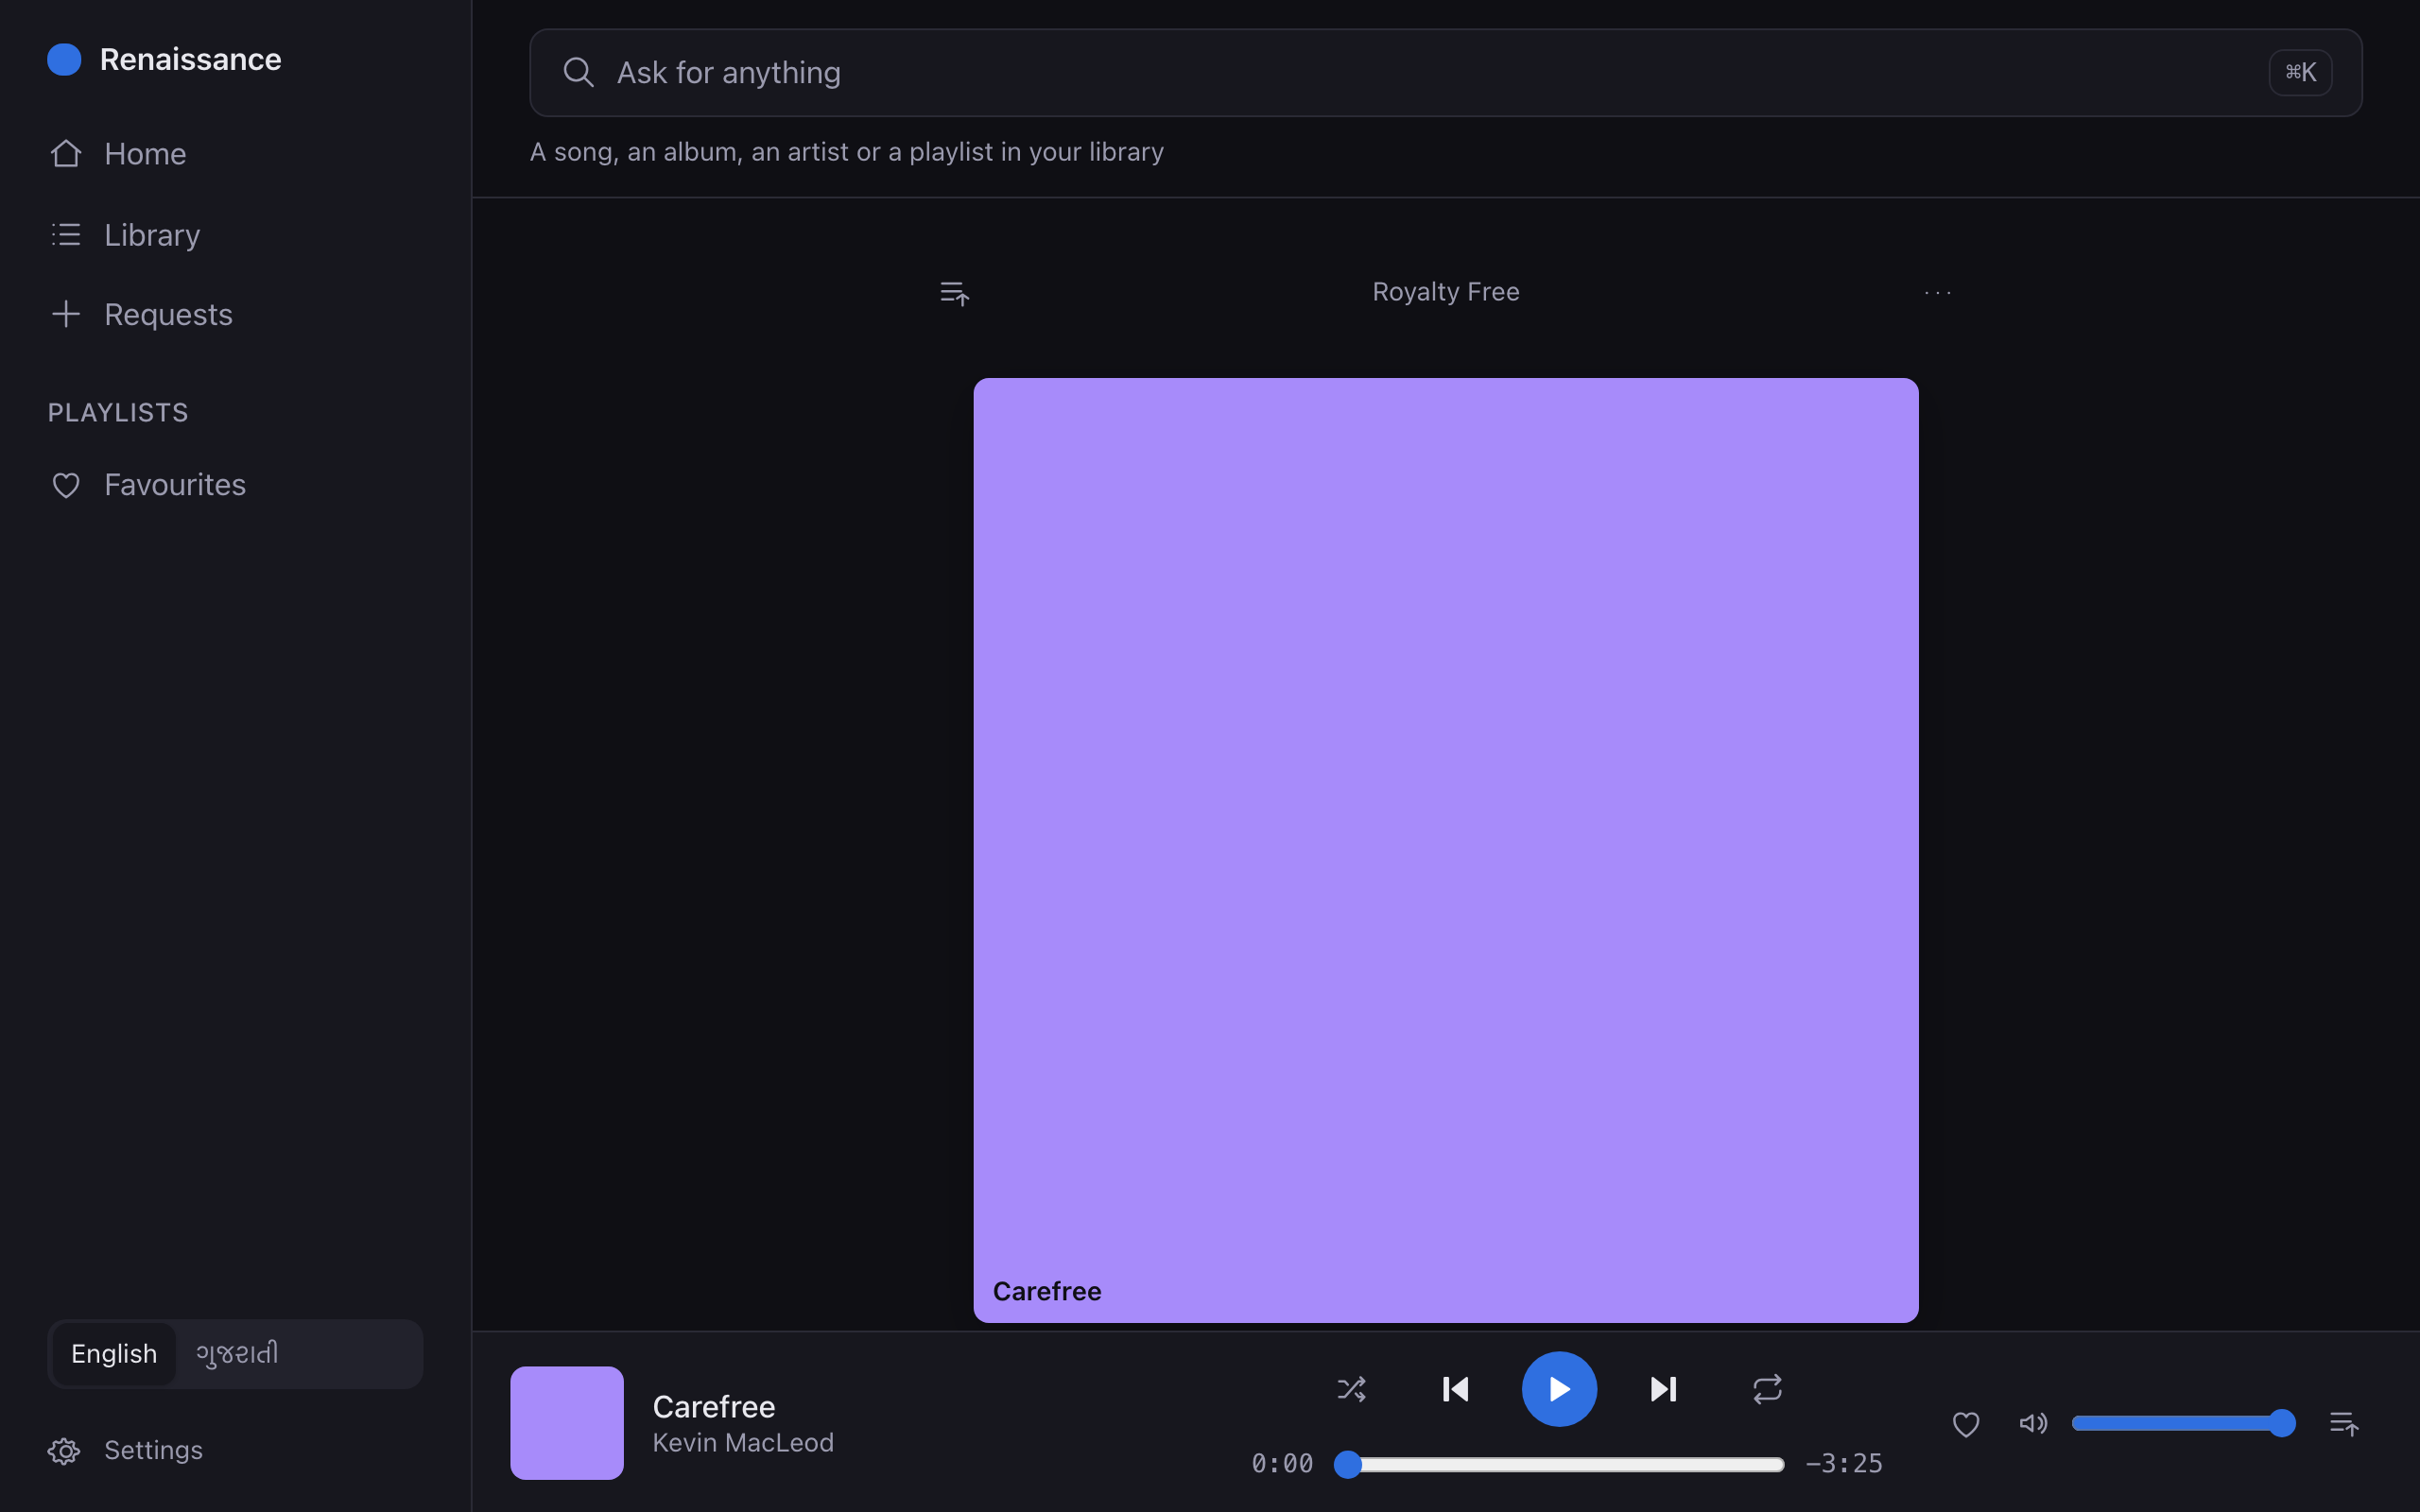 Renaissance
Home
Library
Requests
PLAYLISTS
Favourites
English
ગુજરાતી
Settings
Ask for anything
⌘K
A song, an album, an artist or a playlist in your library
Royalty Free
Carefree
Carefree
Kevin MacLeod
0:00
−3:25